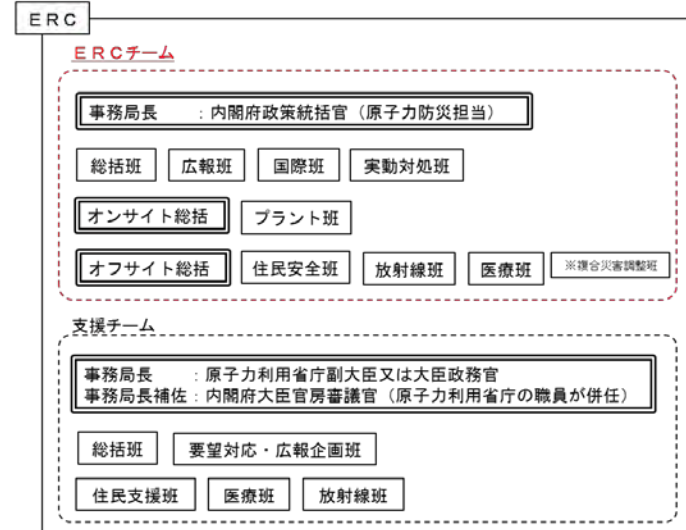 ERC
ERCチーム
事務局長 : 内閣府政策統括官（原子力防災担当）
総括班 広報班 国際班 実動対処班
オンサイト総括 プラント班
オフサイト総括 住民安全班 放射線班 医療班 ※複合災害調整班
支援チーム
事務局長 : 原子力利用省庁副大臣又は大臣政務官
事務局長補佐 : 内閣府大臣官房審議官（原子力利用省庁の職員が併任）
総括班 要望対応・広報企画班
住民支援班 医療班 放射線班